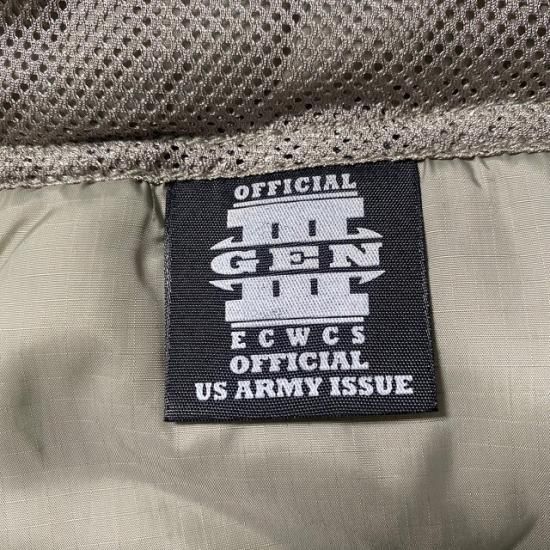 OFFICIAL
III
GEN
ECWCS
OFFICIAL
US ARMY ISSUE